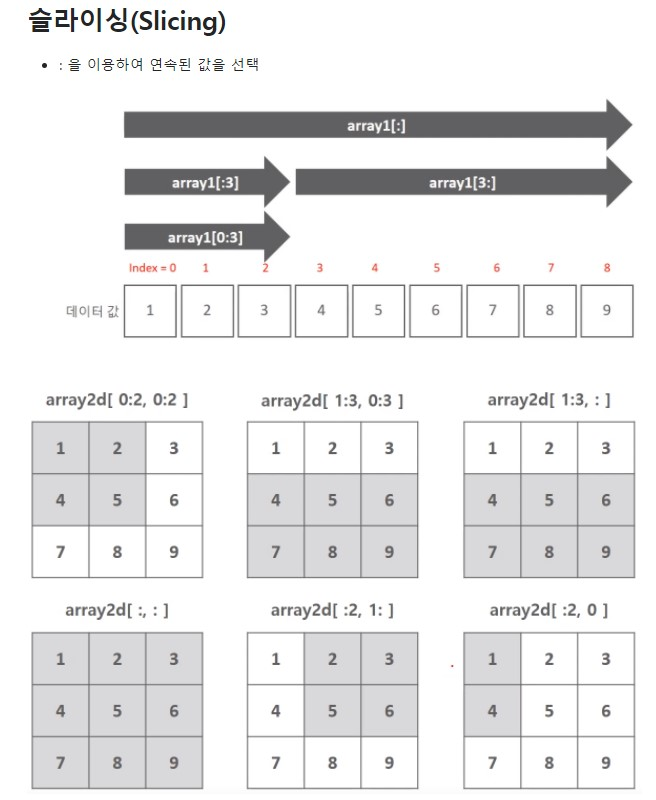 슬라이싱(Slicing)
• : 을 이용하여 연속된 값을 선택
array1[:]
array1[:3] array1[3:]
array1[0:3]
Index = 0 1 2 3 4 5 6 7 8
데이터 값 1 2 3 4 5 6 7 8 9
array2d[ 0:2, 0:2 ] array2d[ 1:3, 0:3 ] array2d[ 1:3, : ]
1 2 3 1 2 3 1 2 3
4 5 6 4 5 6 4 5 6
7 8 9 7 8 9 7 8 9
array2d[ :, : ] array2d[ :2, 1: ] array2d[ :2, 0 ]
1 2 3 1 2 3 1 2 3
4 5 6 4 5 6 4 5 6
7 8 9 7 8 9 7 8 9